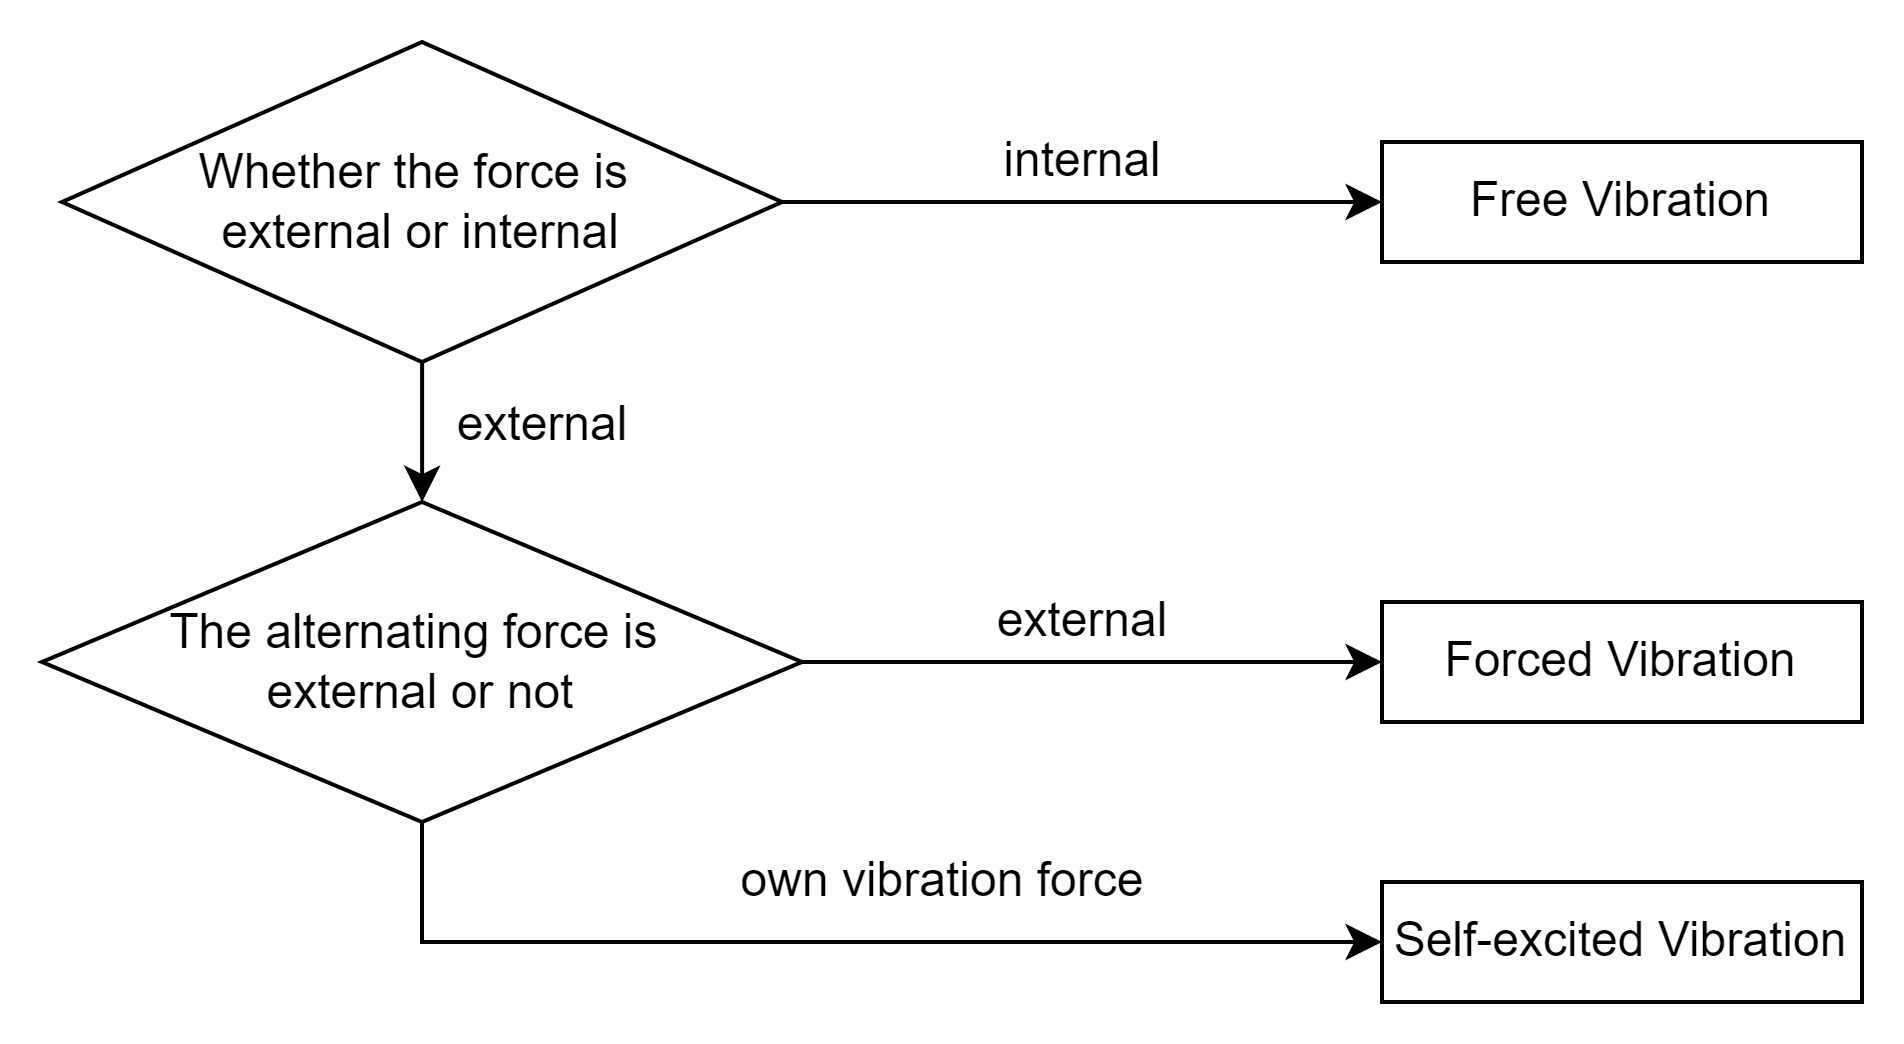 Whether the force is
external or internal
internal
Free Vibration
external
The alternating force is
external or not
external
Forced Vibration
own vibration force
Self-excited Vibration